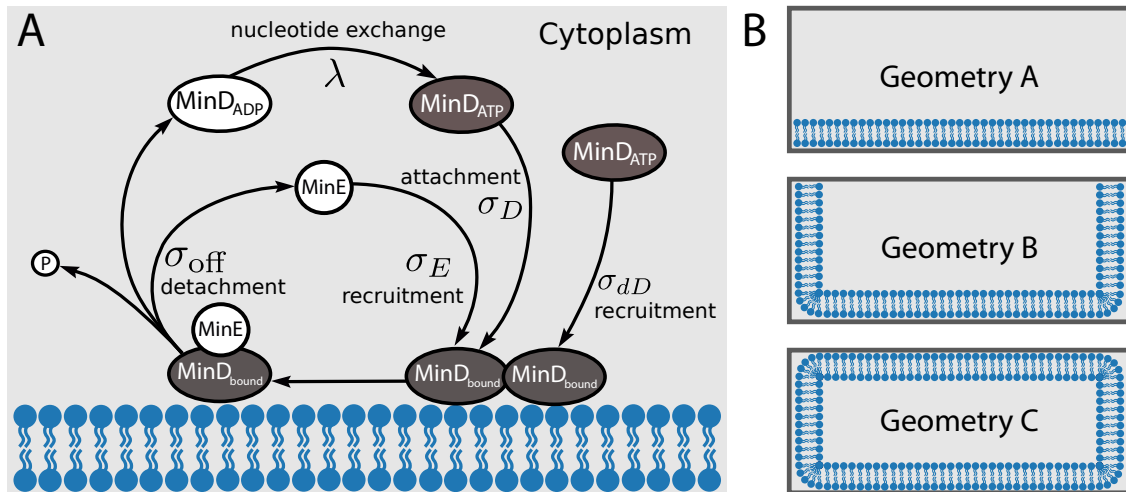 A
nucleotide exchange
λ
Cytoplasm
MinD_ADP
MinD_ATP
MinD_ATP
attachment
σ_D
MinE
σ_off
detachment
σ_E
recruitment
σ_dD
recruitment
P
MinE
MinD_bound
MinD_bound
MinD_bound
B
Geometry A
Geometry B
Geometry C